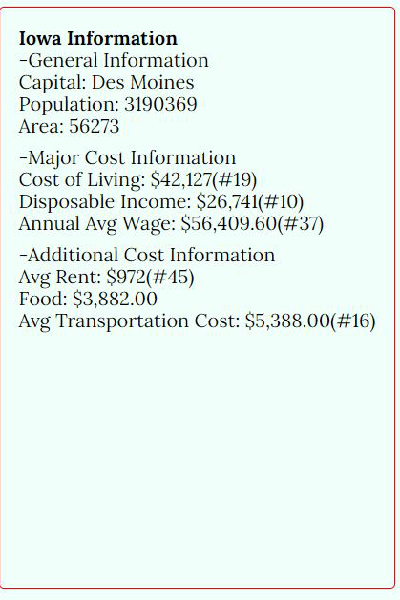 Iowa Information
-General Information
Capital: Des Moines
Population: 3190369
Area: 56273
-Major Cost Information
Cost of Living: $42,127(#19)
Disposable Income: $26,741(#10)
Annual Avg Wage: $56,409.60(#37)
-Additional Cost Information
Avg Rent: $972(#45)
Food: $3,882.00
Avg Transportation Cost: $5,388.00(#16)